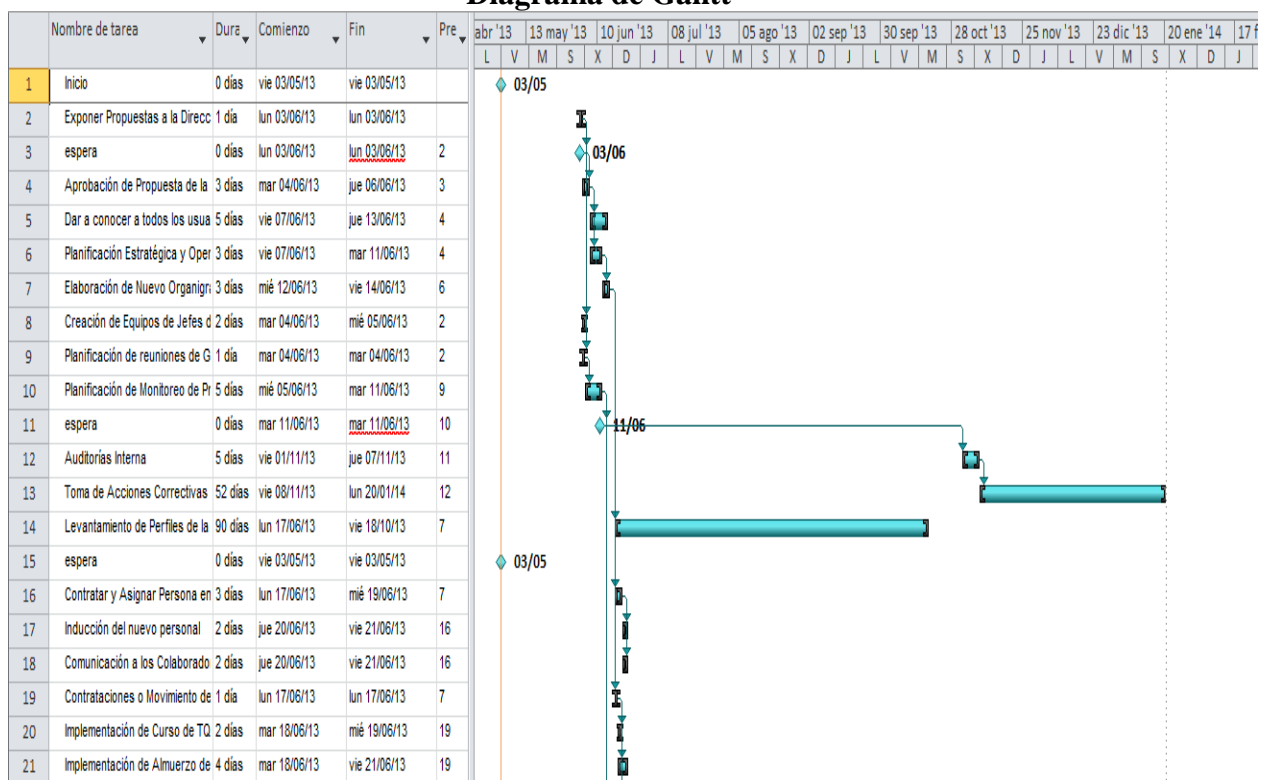 Diagrama de Gantt
Nombre de tarea Dura Comienzo Fin Pre abr '13 13 may '13 10 jun '13 08 jul '13 05 ago '13 02 sep '13 30 sep '13 28 oct '13 25 nov '13 23 dic '13 20 ene '14 17 f
L V M S X D J L V M S X D J L V M S X D J L V M S X D J
1 Inicio 0 días vie 03/05/13 vie 03/05/13 03/05
2 Exponer Propuestas a la Direcc 1 día lun 03/06/13 lun 03/06/13
3 espera 0 días lun 03/06/13 lun 03/06/13 2 03/06
4 Aprobación de Propuesta de la 3 días mar 04/06/13 jue 06/06/13 3
5 Dar a conocer a todos los usua 5 días vie 07/06/13 jue 13/06/13 4
6 Planificación Estratégica y Oper 3 días vie 07/06/13 mar 11/06/13 4
7 Elaboración de Nuevo Organigra 3 días mié 12/06/13 vie 14/06/13 6
8 Creación de Equipos de Jefes d 2 días mar 04/06/13 mié 05/06/13 2
9 Planificación de reuniones de G 1 día mar 04/06/13 mar 04/06/13 2
10 Planificación de Monitoreo de Pr 5 días mié 05/06/13 mar 11/06/13 9
11 espera 0 días mar 11/06/13 mar 11/06/13 10 11/06
12 Auditorías Interna 5 días vie 01/11/13 jue 07/11/13 11
13 Toma de Acciones Correctivas 52 días vie 08/11/13 lun 20/01/14 12
14 Levantamiento de Perfiles de la 90 días lun 17/06/13 vie 18/10/13 7
15 espera 0 días vie 03/05/13 vie 03/05/13 03/05
16 Contratar y Asignar Persona en 3 días lun 17/06/13 mié 19/06/13 7
17 Inducción del nuevo personal 2 días jue 20/06/13 vie 21/06/13 16
18 Comunicación a los Colaborado 2 días jue 20/06/13 vie 21/06/13 16
19 Contrataciones o Movimiento de 1 día lun 17/06/13 lun 17/06/13 7
20 Implementación de Curso de TQ 2 días mar 18/06/13 mié 19/06/13 19
21 Implementación de Almuerzo de 4 días mar 18/06/13 vie 21/06/13 19